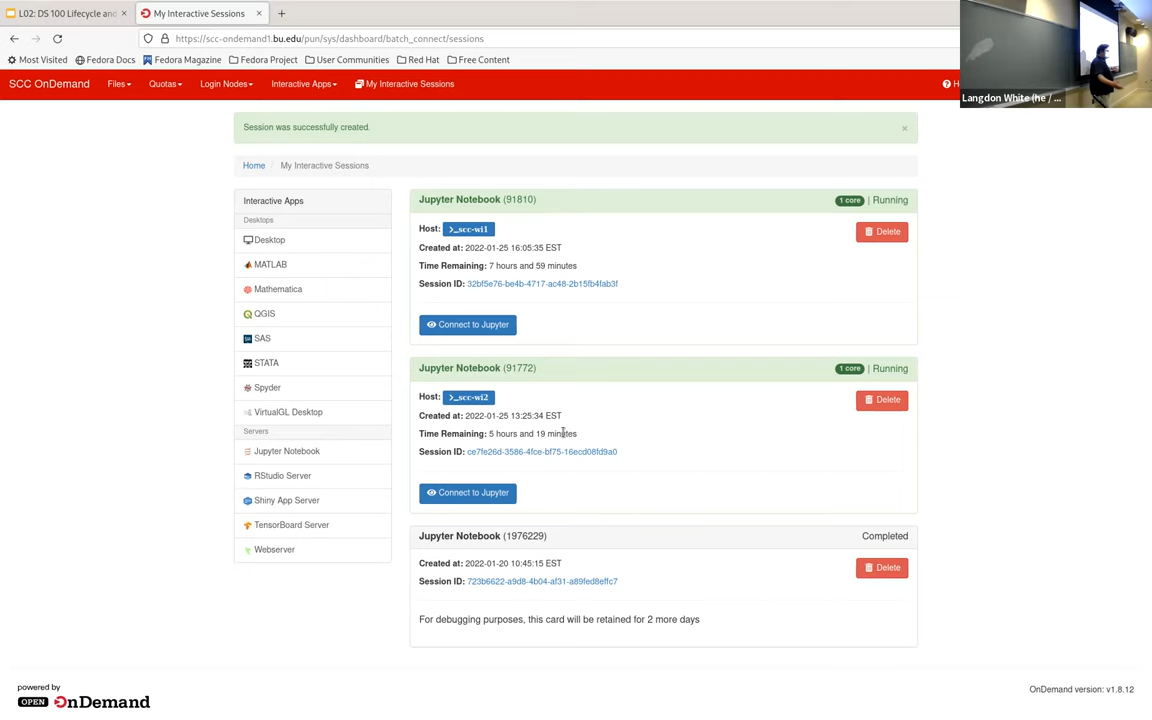 L02: DS 100 Lifecycle and
My Interactive Sessions
https://scc-ondemand1.bu.edu/pun/sys/dashboard/batch_connect/sessions
Most Visited Fedora Docs Fedora Magazine Fedora Project User Communities Red Hat Free Content
SCC OnDemand Files Quotas Login Nodes Interactive Apps My Interactive Sessions
Langdon White (he / ...
Session was successfully created.
×
Home / My Interactive Sessions
Interactive Apps
Desktops
Desktop
MATLAB
Mathematica
QGIS
SAS
STATA
Spyder
VirtualGL Desktop
Servers
Jupyter Notebook
RStudio Server
Shiny App Server
TensorBoard Server
Webserver
Jupyter Notebook (91810) 1 core | Running
Host: >_scc-wi1
Delete
Created at: 2022-01-25 16:05:35 EST
Time Remaining: 7 hours and 59 minutes
Session ID: 32bf5e76-be4b-4717-ac48-2b15fb4fab3f
Connect to Jupyter
Jupyter Notebook (91772) 1 core | Running
Host: >_scc-wi2
Delete
Created at: 2022-01-25 13:25:34 EST
Time Remaining: 5 hours and 19 minutes
Session ID: ce7fe26d-3586-4fce-bf75-16ecd08fd9a0
Connect to Jupyter
Jupyter Notebook (1976229) Completed
Created at: 2022-01-20 10:45:15 EST
Delete
Session ID: 723b6622-a9d8-4b04-af31-a89fed8effc7
For debugging purposes, this card will be retained for 2 more days
powered by
OPEN OnDemand
OnDemand version: v1.8.12